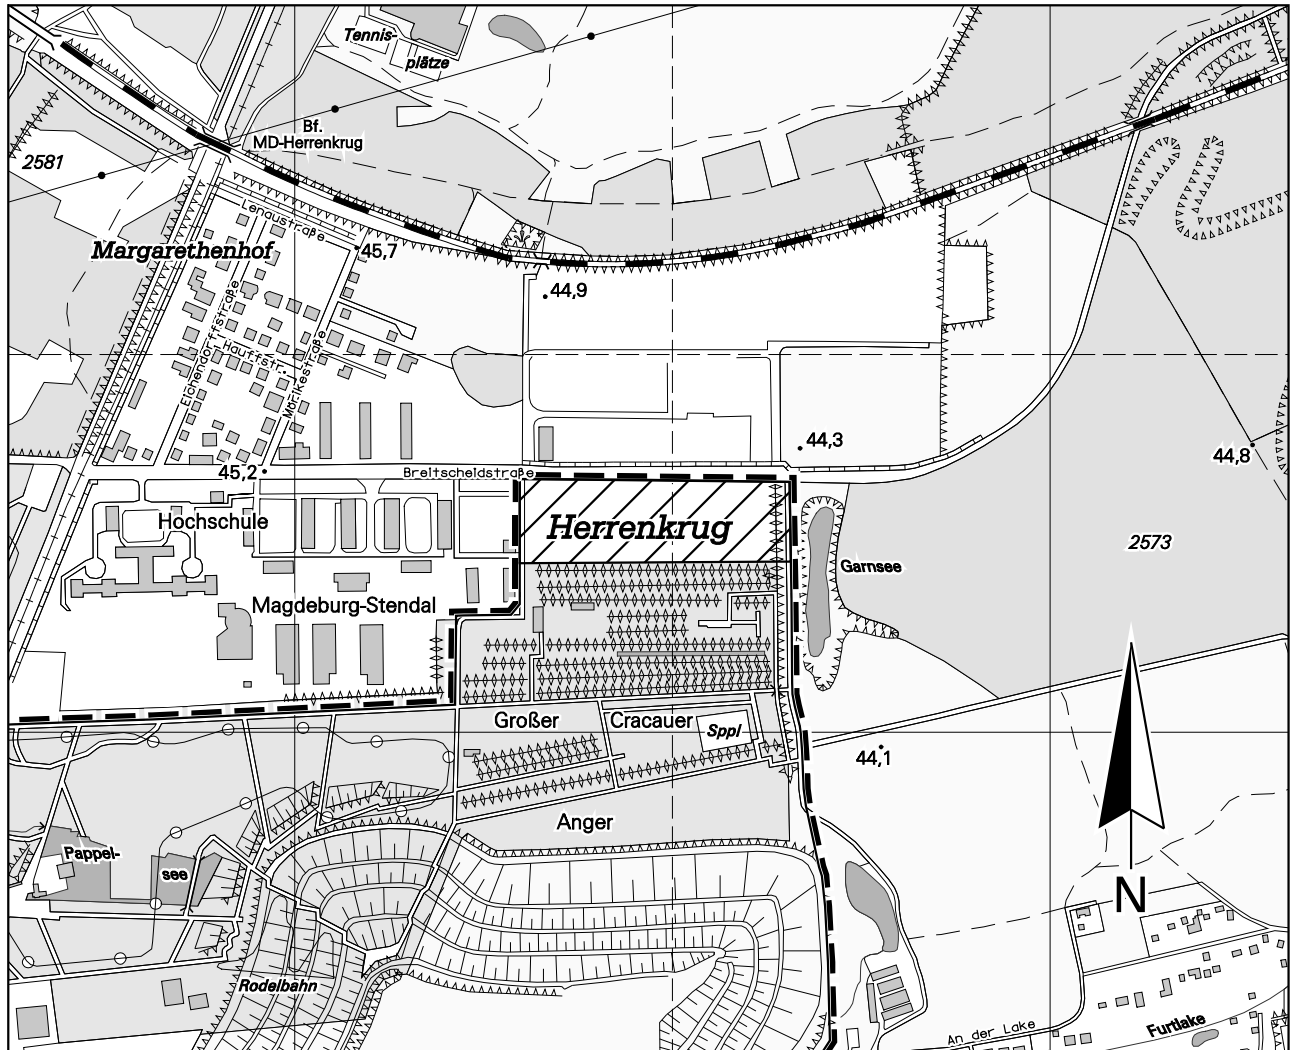 Tennis-
plätze
Bf.
MD-Herrenkrug
2581
Lenaustraße
Margarethenhof
45,7
44,9
Eichendorffstraße
Hauffstr.
Mörikestraße
44,3
44,8
45,2
Breitscheidstraße
Hochschule
Herrenkrug
2573
Garnsee
Magdeburg-Stendal
Großer
Cracauer
Sppl
44,1
Anger
Pappel-
see
N
Rodelbahn
An der Lake
Furtlake